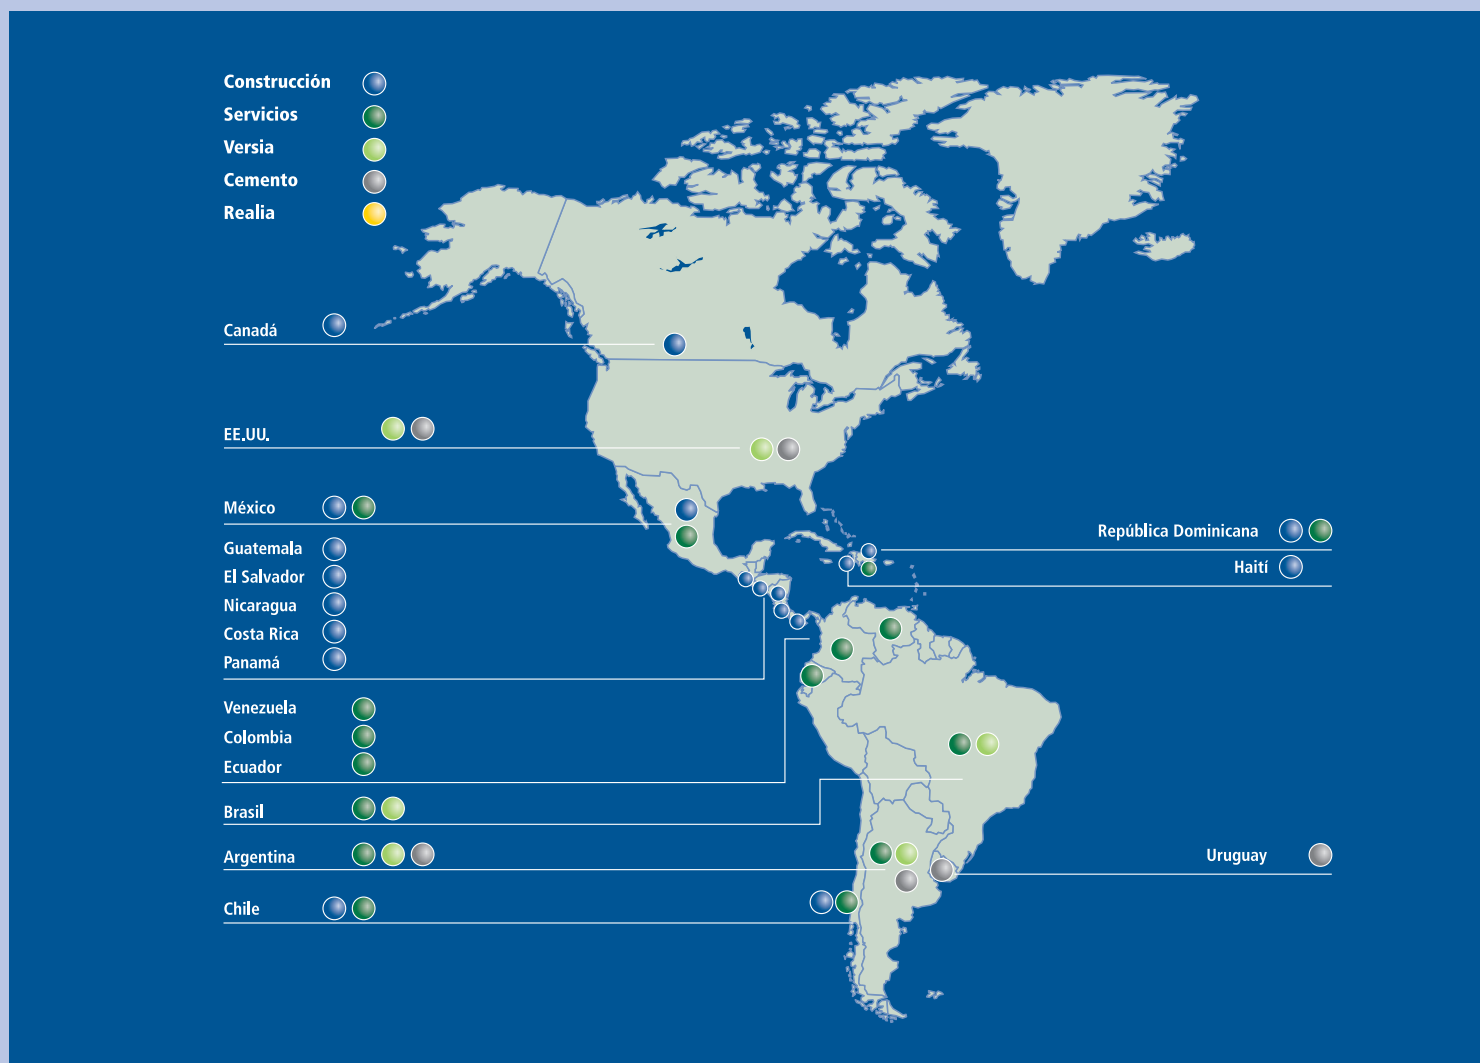 Construcción
Servicios
Versia
Cemento
Realia
Canadá
EE.UU.
México
Guatemala
El Salvador
Nicaragua
Costa Rica
Panamá
Venezuela
Colombia
Ecuador
Brasil
Argentina
Chile
República Dominicana
Haití
Uruguay